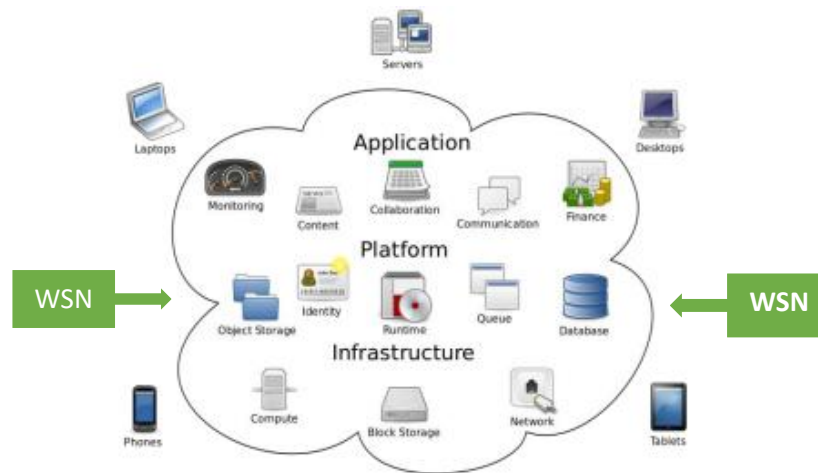 Servers
Laptops
Desktops
Application
Monitoring
Content
Collaboration
Communication
Finance
Platform
WSN
WSN
Object Storage
Identity
Runtime
Queue
Database
Infrastructure
Compute
Block Storage
Network
Phones
Tablets